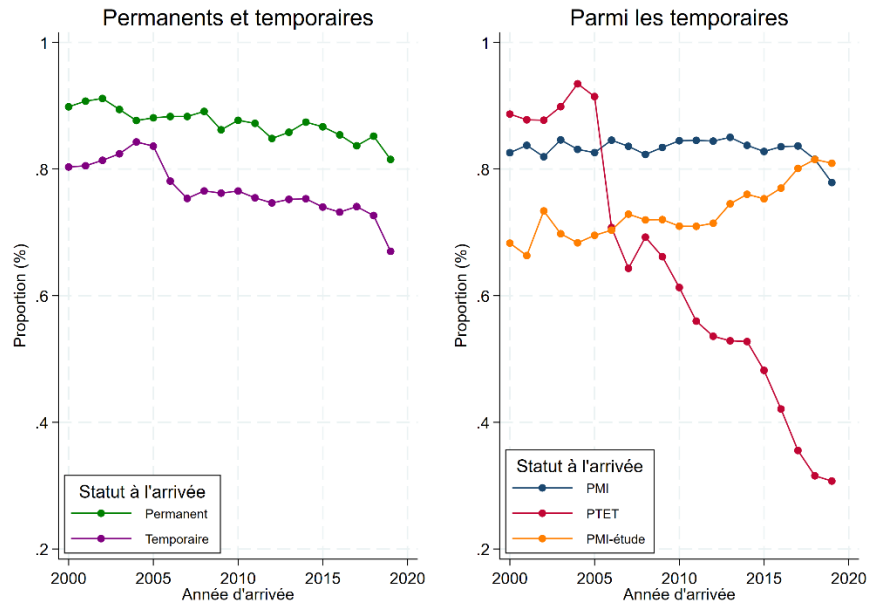 Permanents et temporaires
Proportion (%)
1
.8
.6
.4
.2
Statut à l'arrivée
Permanent
Temporaire
2000 2005 2010 2015 2020
Année d'arrivée
Parmi les temporaires
Proportion (%)
1
.8
.6
.4
.2
Statut à l'arrivée
PMI
PTET
PMI-étude
2000 2005 2010 2015 2020
Année d'arrivée